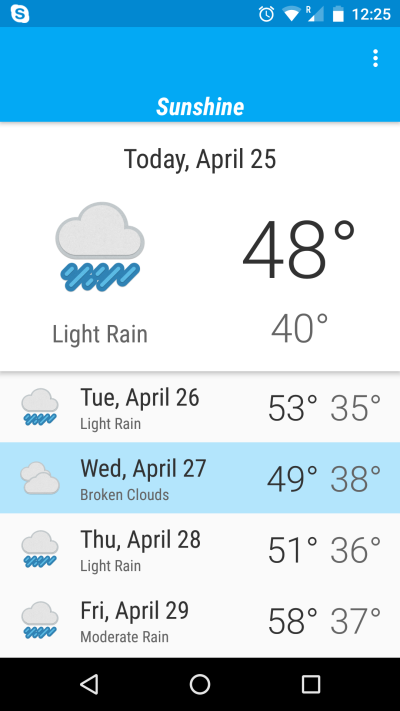 R 12:25
Sunshine
Today, April 25
48°
Light Rain 40°
Tue, April 26 53° 35°
Light Rain
Wed, April 27 49° 38°
Broken Clouds
Thu, April 28 51° 36°
Light Rain
Fri, April 29 58° 37°
Moderate Rain